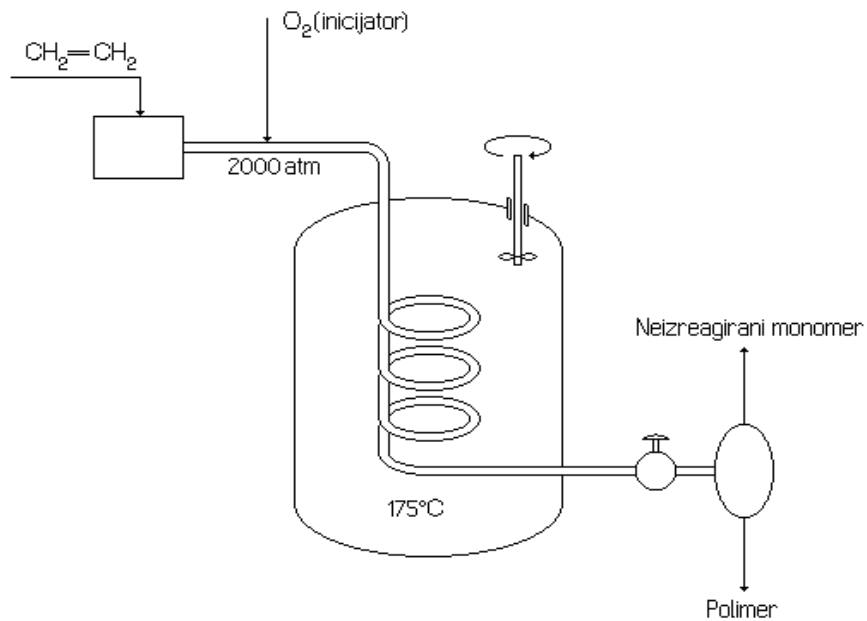 O₂(inicijator)
CH₂=CH₂
2000 atm
Neizreagirani monomer
175°C
Polimer